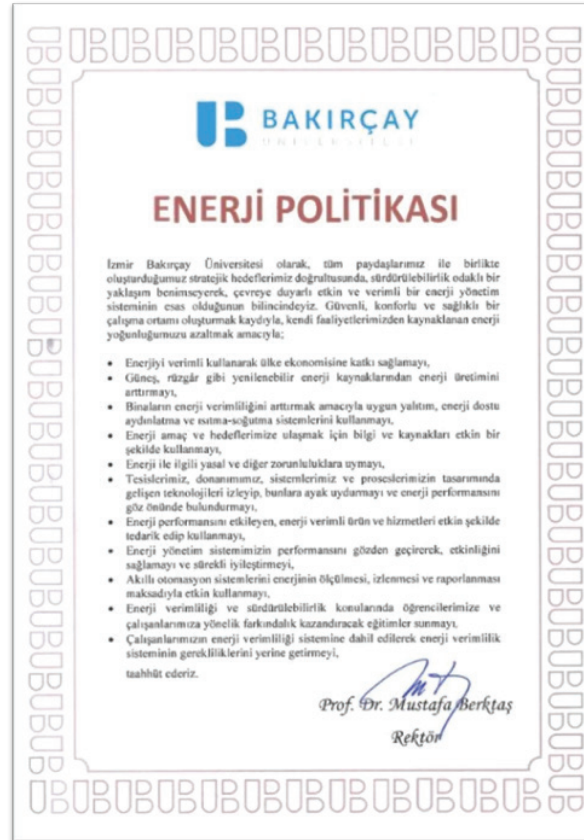 BAKIRÇAY
ÜNİVERSİTESİ
ENERJİ POLİTİKASI
İzmir Bakırçay Üniversitesi olarak, tüm paydaşlarımız ile birlikte
oluşturduğumuz stratejik hedeflerimiz doğrultusunda, sürdürülebilirlik odaklı bir
yaklaşım benimseyerek, çevreye duyarlı etkin ve verimli bir enerji yönetim
sisteminin esas olduğunun bilincindeyiz. Güvenli, konforlu ve sağlıklı bir
çalışma ortamı oluşturmak kaydıyla, kendi faaliyetlerimizden kaynaklanan enerji
yoğunluğumuzu azaltmak amacıyla;
• Enerjiyi verimli kullanarak ülke ekonomisine katkı sağlamayı,
• Güneş, rüzgâr gibi yenilenebilir enerji kaynaklarından enerji üretimini
arttırmayı,
• Binaların enerji verimliliğini arttırmak amacıyla uygun yalıtım, enerji dostu
aydınlatma ve ısıtma-soğutma sistemlerini kullanmayı,
• Enerji amaç ve hedeflerimize ulaşmak için bilgi ve kaynakları etkin bir
şekilde kullanmayı,
• Enerji ile ilgili yasal ve diğer zorunluluklara uymayı,
• Tesislerimiz, donanımımız, sistemlerimiz ve proseslerimizin tasarımında
gelişen teknolojileri izleyip, bunlara ayak uydurmayı ve enerji performansını
göz önünde bulundurmayı,
• Enerji performansını etkileyen, enerji verimli ürün ve hizmetleri etkin şekilde
tedarik edip kullanmayı,
• Enerji yönetim sistemimizin performansını gözden geçirerek, etkinliğini
sağlamayı ve sürekli iyileştirmeyi,
• Akıllı otomasyon sistemlerini enerjinin ölçülmesi, izlenmesi ve raporlanması
maksadıyla etkin kullanmayı,
• Enerji verimliliği ve sürdürülebilirlik konularında öğrencilerimize ve
çalışanlarımıza yönelik farkındalık kazandıracak eğitimler sunmayı,
• Çalışanlarımızın enerji verimliliği sistemine dahil edilerek enerji verimlilik
sisteminin gerekliliklerini yerine getirmeyi,
taahhüt ederiz.
Prof. Dr. Mustafa Berktaş
Rektör